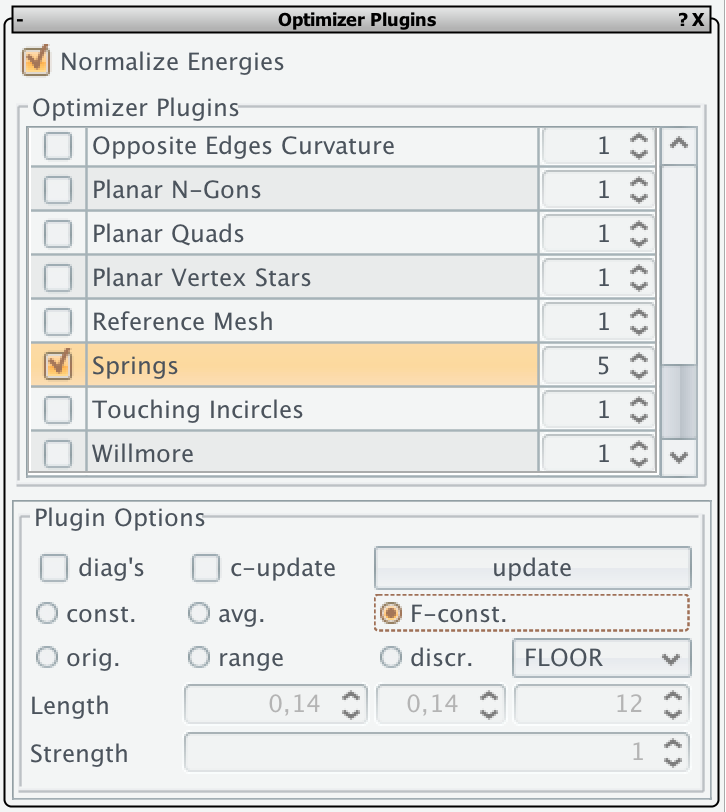 - Optimizer Plugins ? X
Normalize Energies
Optimizer Plugins
Opposite Edges Curvature 1
Planar N-Gons 1
Planar Quads 1
Planar Vertex Stars 1
Reference Mesh 1
Springs 5
Touching Incircles 1
Willmore 1
Plugin Options
diag's c-update update
const. avg. F-const.
orig. range discr. FLOOR
Length 0,14 0,14 12
Strength 1